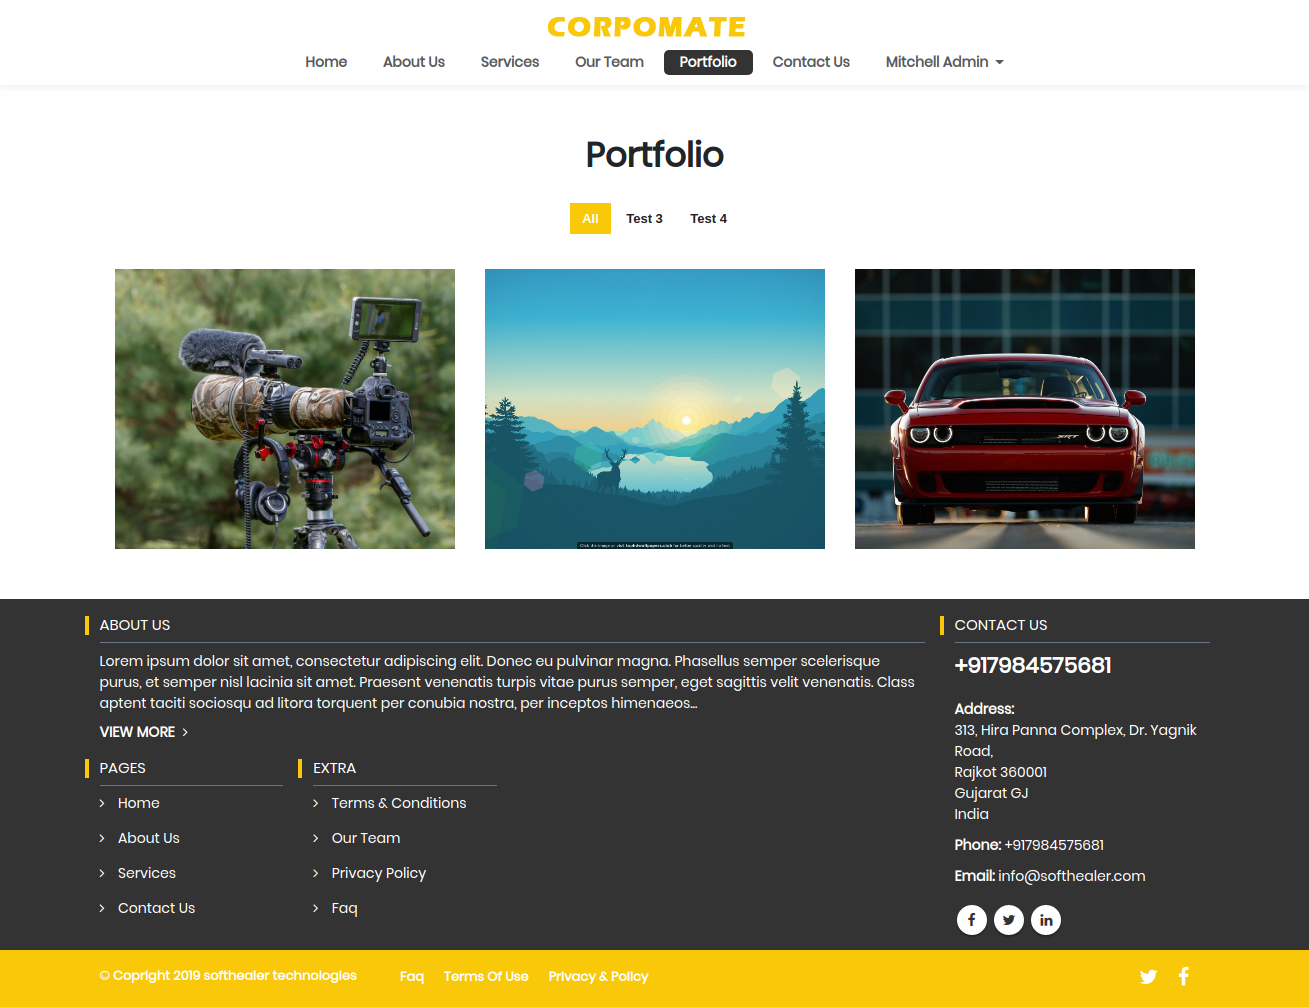 CORPOMATE
Home About Us Services Our Team Portfolio Contact Us Mitchell Admin
Portfolio
All Test 3 Test 4
SRT
ABOUT US
Lorem ipsum dolor sit amet, consectetur adipiscing elit. Donec eu pulvinar magna. Phasellus semper scelerisque
purus, et semper nisl lacinia sit amet. Praesent venenatis turpis vitae purus semper, eget sagittis velit venenatis. Class
aptent taciti sociosqu ad litora torquent per conubia nostra, per inceptos himenaeos...
VIEW MORE
PAGES
Home
About Us
Services
Contact Us
EXTRA
Terms & Conditions
Our Team
Privacy Policy
Faq
CONTACT US
+917984575681
Address:
313, Hira Panna Complex, Dr. Yagnik
Road,
Rajkot 360001
Gujarat GJ
India
Phone: +917984575681
Email: info@softhealer.com
© Copright 2019 softhealer technologies Faq Terms Of Use Privacy & Policy